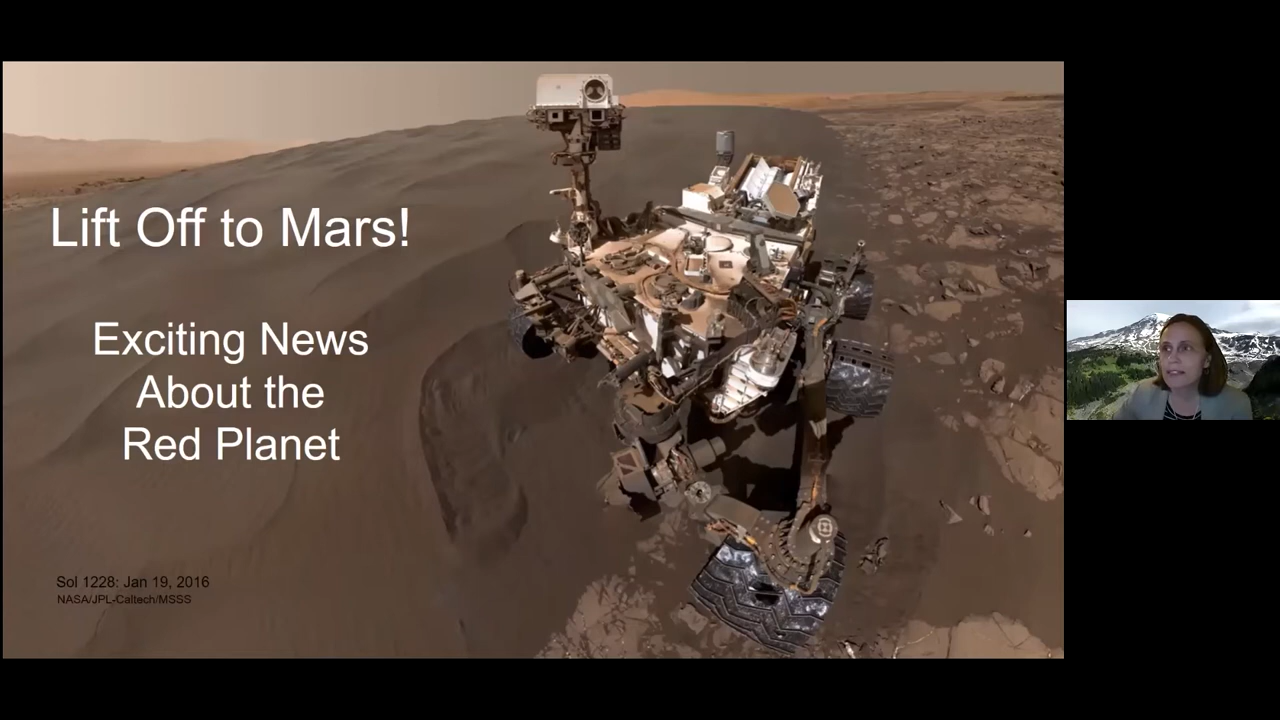 Lift Off to Mars!
Exciting News
About the
Red Planet
Sol 1228: Jan 19, 2016
NASA/JPL-Caltech/MSSS